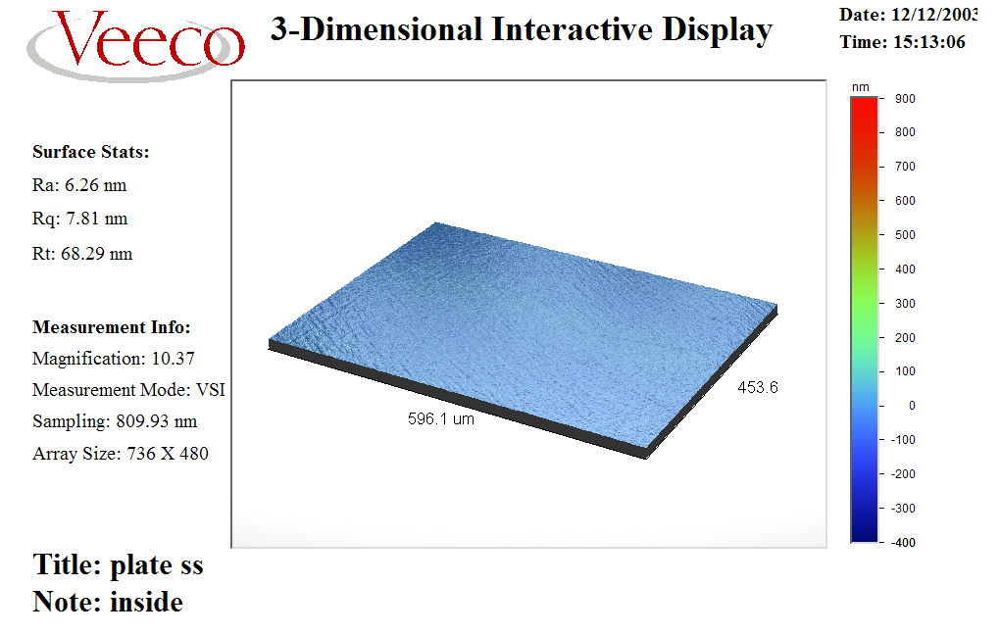 Veeco
3-Dimensional Interactive Display
Date: 12/12/2003
Time: 15:13:06
Surface Stats:
Ra: 6.26 nm
Rq: 7.81 nm
Rt: 68.29 nm
Measurement Info:
Magnification: 10.37
Measurement Mode: VSI
Sampling: 809.93 nm
Array Size: 736 X 480
596.1 um
453.6
nm
900
800
700
600
500
400
300
200
100
0
-100
-200
-300
-400
Title: plate ss
Note: inside